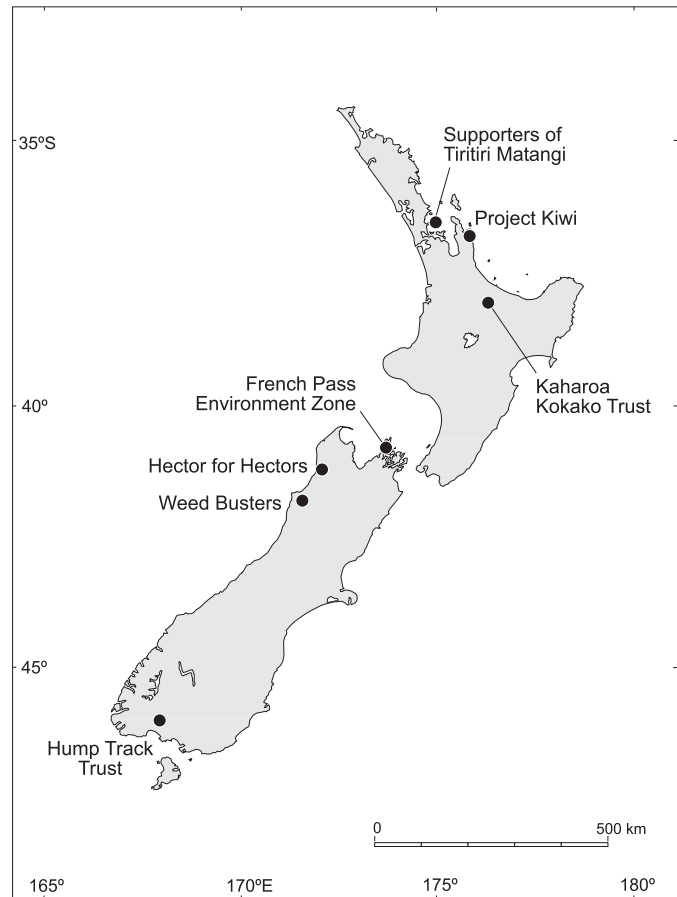 35ºS
Supporters of
Tiritiri Matangi
Project Kiwi
Kaharoa
Kokako Trust
French Pass
Environment Zone
40º
Hector for Hectors
Weed Busters
45º
Hump Track
Trust
0 500 km
165º 170ºE 175º 180º